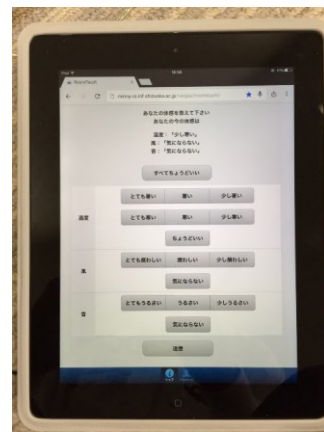 iPad
16:56
RoomTouch
あなたの体感を教えて下さい
あなたの今の体感は
温度：「少し寒い」
風：「気にならない」
音：「気にならない」
すべてちょうどいい
温度
とても暑い 暑い 少し暑い
とても寒い 寒い 少し寒い
ちょうどいい
風
とても煩わしい 煩わしい 少し煩わしい
気にならない
音
とてもうるさい うるさい 少しうるさい
気にならない
送信